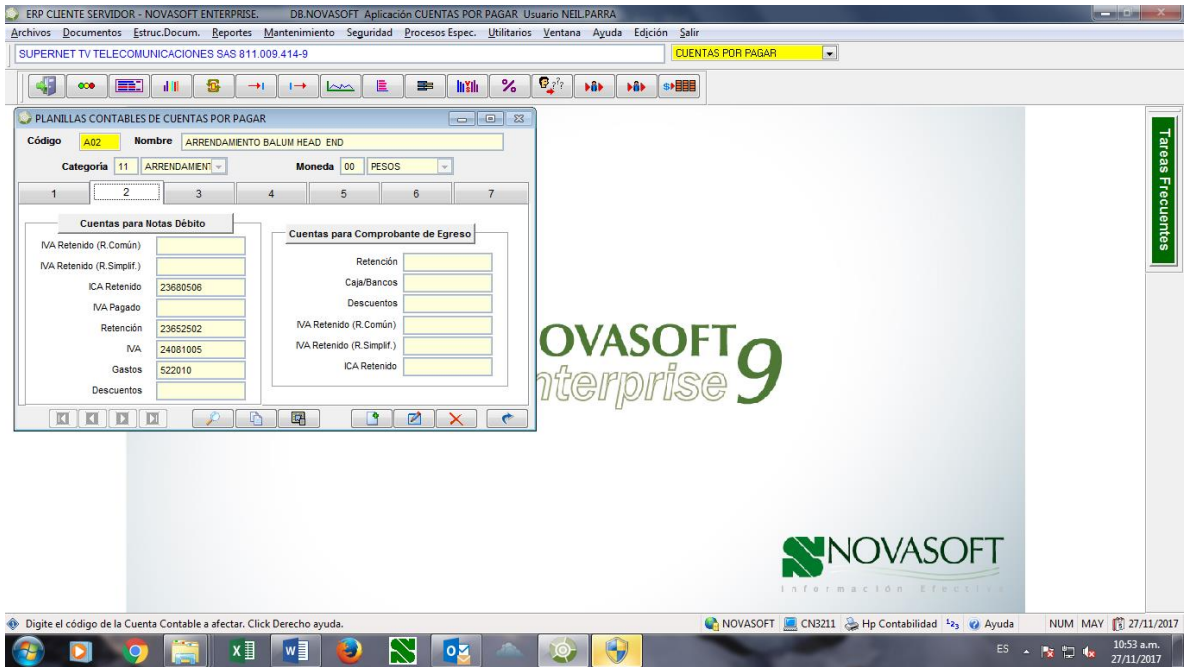 ERP CLIENTE SERVIDOR - NOVASOFT ENTERPRISE. DB.NOVASOFT Aplicación CUENTAS POR PAGAR Usuario NEIL.PARRA
Archivos Documentos Estruc.Docum. Reportes Mantenimiento Seguridad Procesos Espec. Utilitarios Ventana Ayuda Edición Salir
SUPERNET TV TELECOMUNICACIONES SAS 811.009.414-9 CUENTAS POR PAGAR
PLANILLAS CONTABLES DE CUENTAS POR PAGAR
Código A02 Nombre ARRENDAMIENTO BALUM HEAD END
Categoría 11 ARRENDAMIENT Moneda 00 PESOS
1 2 3 4 5 6 7
Cuentas para Notas Débito
IVA Retenido (R.Común)
IVA Retenido (R.Simplif.)
ICA Retenido 23680506
IVA Pagado
Retención 23652502
IVA 24081005
Gastos 522010
Descuentos
Cuentas para Comprobante de Egreso
Retención
Caja/Bancos
Descuentos
IVA Retenido (R.Común)
IVA Retenido (R.Simplif.)
ICA Retenido
Tareas Frecuentes
OVASOFT 9
nterprise
NOVASOFT
Información Efecti
Digite el código de la Cuenta Contable a afectar. Click Derecho ayuda. NOVASOFT CN3211 Hp Contabilidad 123 Ayuda NUM MAY 27/11/2017
ES 10:53 a.m.
27/11/2017